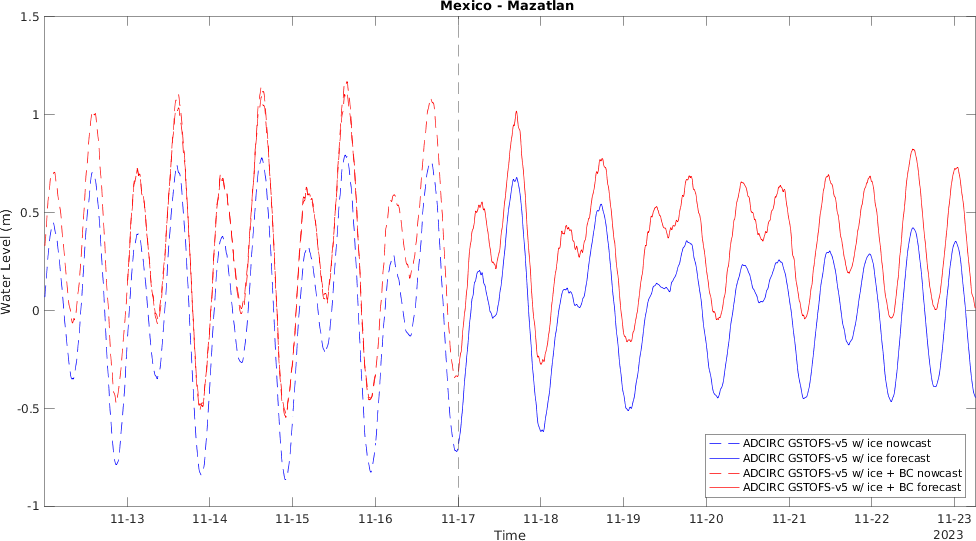 Mexico - Mazatlan
Water Level (m)
1.5
1
0.5
0
-0.5
-1
ADCIRC GSTOFS-v5 w/ ice nowcast
ADCIRC GSTOFS-v5 w/ ice forecast
ADCIRC GSTOFS-v5 w/ ice + BC nowcast
ADCIRC GSTOFS-v5 w/ ice + BC forecast
11-13 11-14 11-15 11-16 11-17 11-18 11-19 11-20 11-21 11-22 11-23
Time 2023